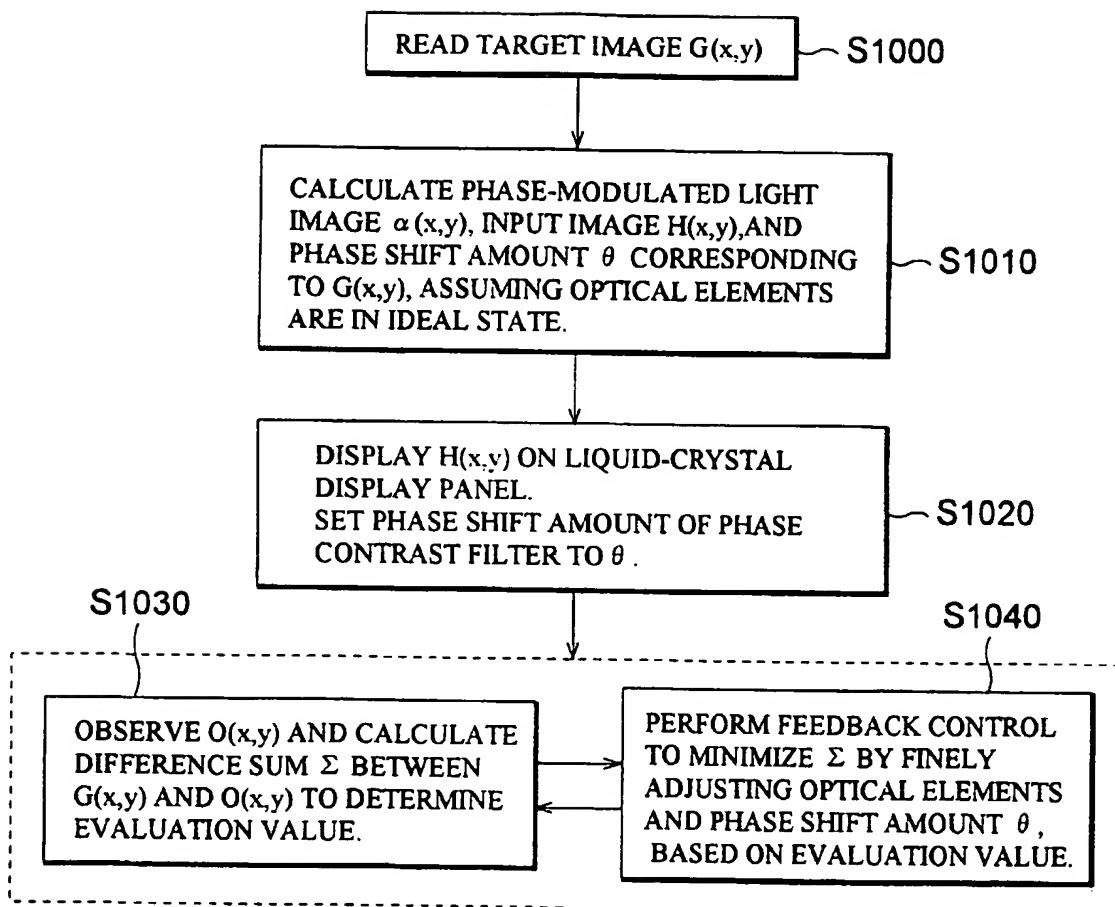 READ TARGET IMAGE G(x,y)
S1000
CALCULATE PHASE-MODULATED LIGHT
IMAGE α(x,y), INPUT IMAGE H(x,y),AND
PHASE SHIFT AMOUNT θ CORRESPONDING
TO G(x,y), ASSUMING OPTICAL ELEMENTS
ARE IN IDEAL STATE.
S1010
DISPLAY H(x,y) ON LIQUID-CRYSTAL
DISPLAY PANEL.
SET PHASE SHIFT AMOUNT OF PHASE
CONTRAST FILTER TO θ.
S1020
S1030
OBSERVE O(x,y) AND CALCULATE
DIFFERENCE SUM Σ BETWEEN
G(x,y) AND O(x,y) TO DETERMINE
EVALUATION VALUE.
S1040
PERFORM FEEDBACK CONTROL
TO MINIMIZE Σ BY FINELY
ADJUSTING OPTICAL ELEMENTS
AND PHASE SHIFT AMOUNT θ,
BASED ON EVALUATION VALUE.